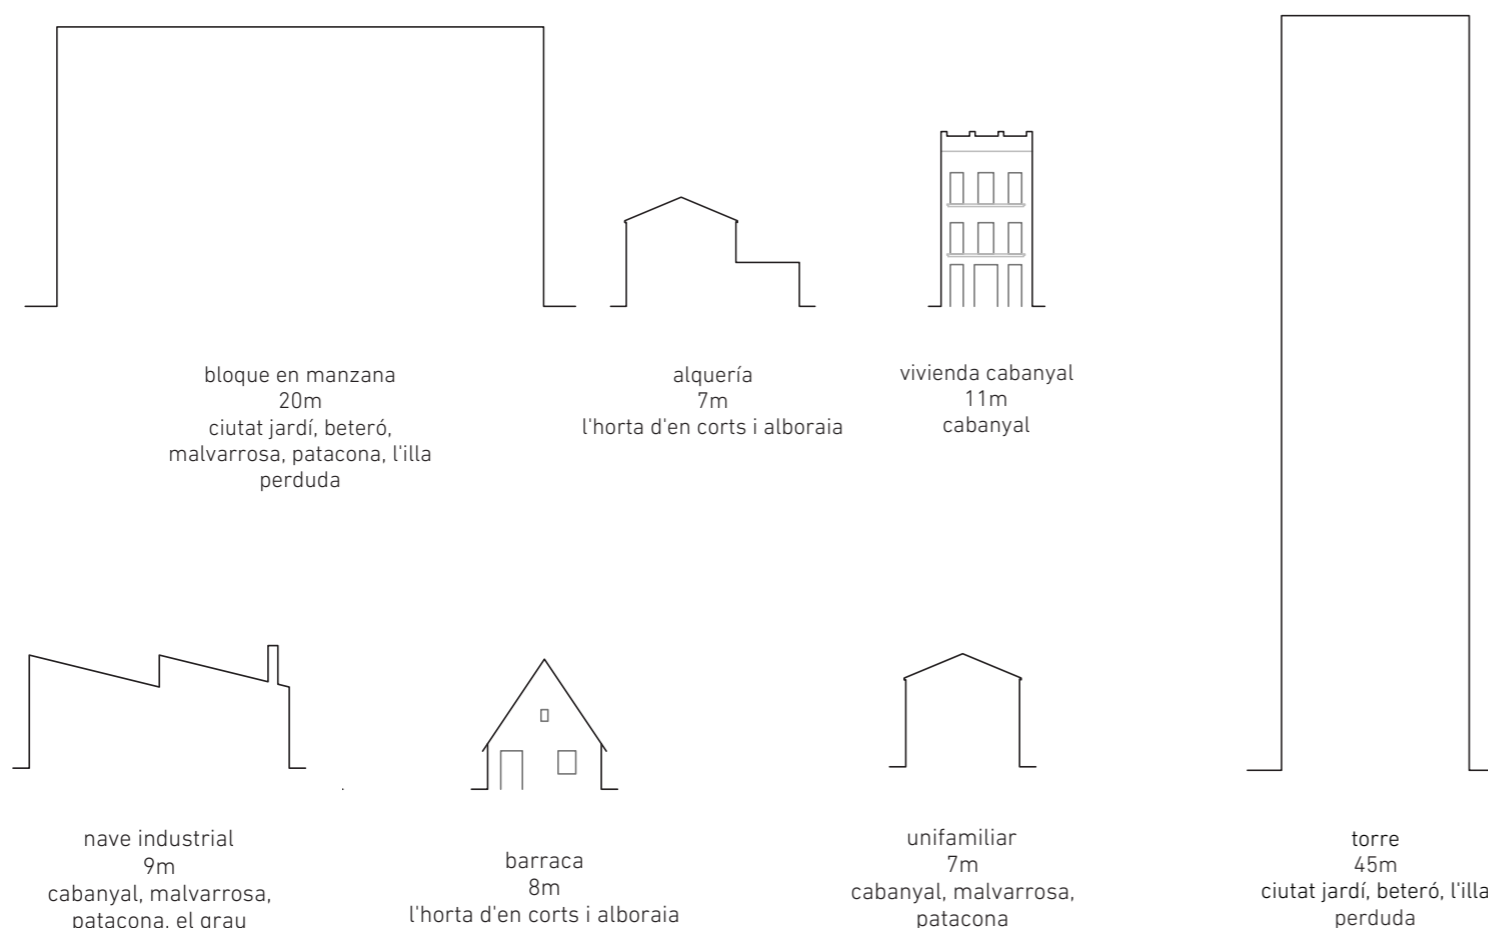 bloque en manzana
20m
ciutat jardí, beteró,
malvarrosa, patacona, l'illa
perduda
alquería
7m
l'horta d'en corts i alboraia
vivienda cabanyal
11m
cabanyal
nave industrial
9m
cabanyal, malvarrosa,
patacona, el grau
barraca
8m
l'horta d'en corts i alboraia
unifamiliar
7m
cabanyal, malvarrosa,
patacona
torre
45m
ciutat jardí, beteró, l'illa
perduda